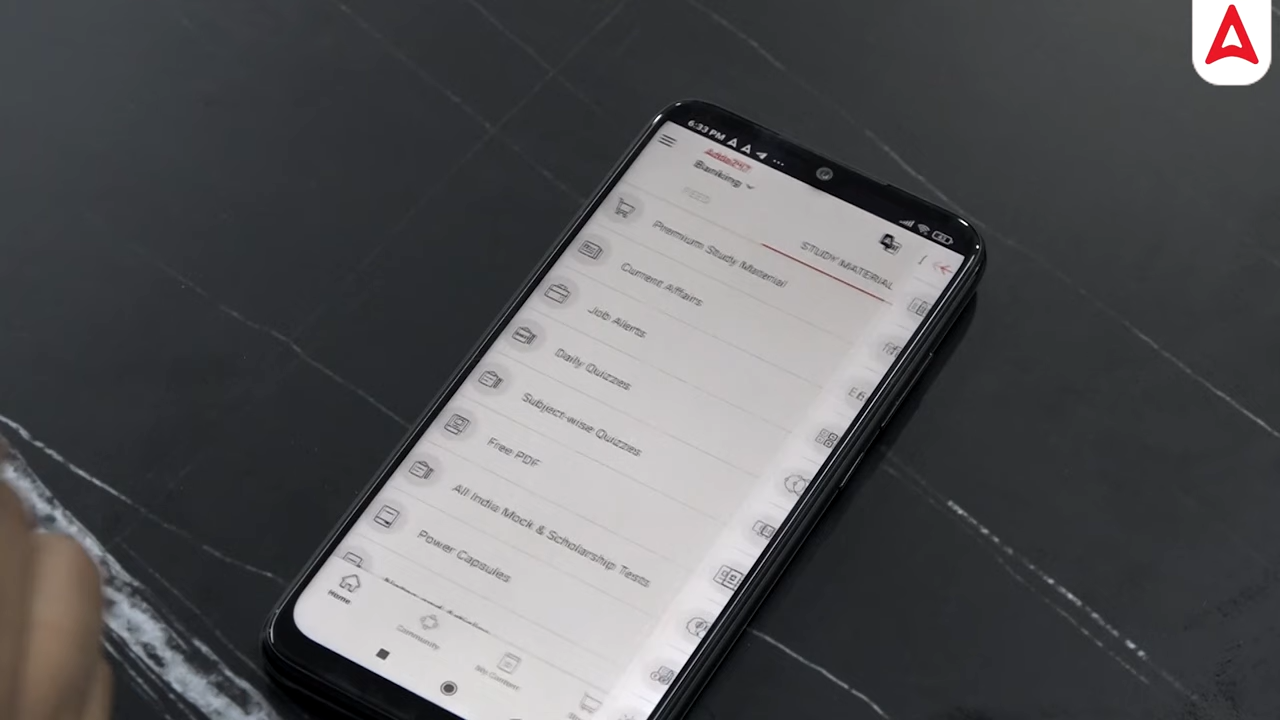 6:33 PM
Adda247
Banking
STUDY MATERIAL
Premium Study Material
Current Affairs
Job Alerts
Daily Quizzes
Subject-wise Quizzes
Free PDF
All India Mock & Scholarship Tests
Power Capsules
Home
Community
My Content